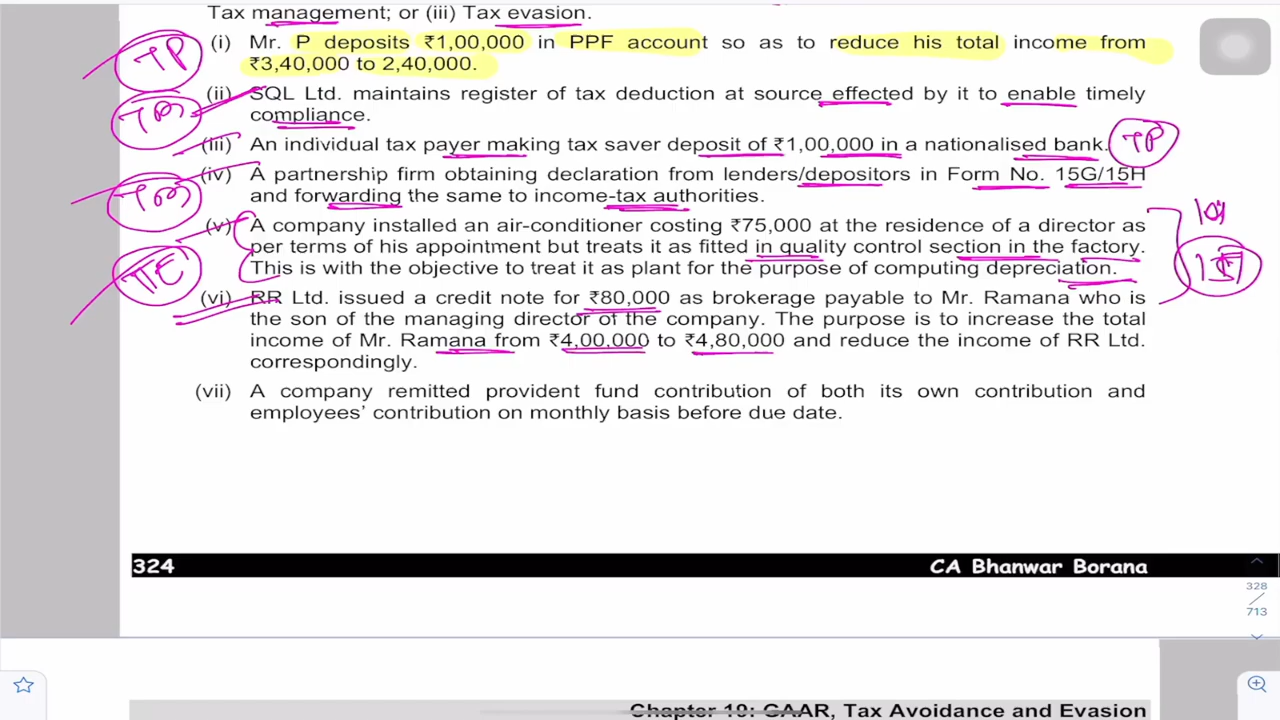 Tax management; or (iii) Tax evasion.
(i) Mr. P deposits ₹1,00,000 in PPF account so as to reduce his total income from
₹3,40,000 to 2,40,000.
TP
(ii) SQL Ltd. maintains register of tax deduction at source effected by it to enable timely
compliance.
TM
(iii) An individual tax payer making tax saver deposit of ₹1,00,000 in a nationalised bank.
TP
(iv) A partnership firm obtaining declaration from lenders/depositors in Form No. 15G/15H
and forwarding the same to income-tax authorities.
TM
(v) A company installed an air-conditioner costing ₹75,000 at the residence of a director as
per terms of his appointment but treats it as fitted in quality control section in the factory.
This is with the objective to treat it as plant for the purpose of computing depreciation.
TE
(vi) RR Ltd. issued a credit note for ₹80,000 as brokerage payable to Mr. Ramana who is
the son of the managing director of the company. The purpose is to increase the total
income of Mr. Ramana from ₹4,00,000 to ₹4,80,000 and reduce the income of RR Ltd.
correspondingly.
(vii) A company remitted provident fund contribution of both its own contribution and
employees' contribution on monthly basis before due date.
324 CA Bhanwar Borana
328
713
Chapter 19: GAAR, Tax Avoidance and Evasion